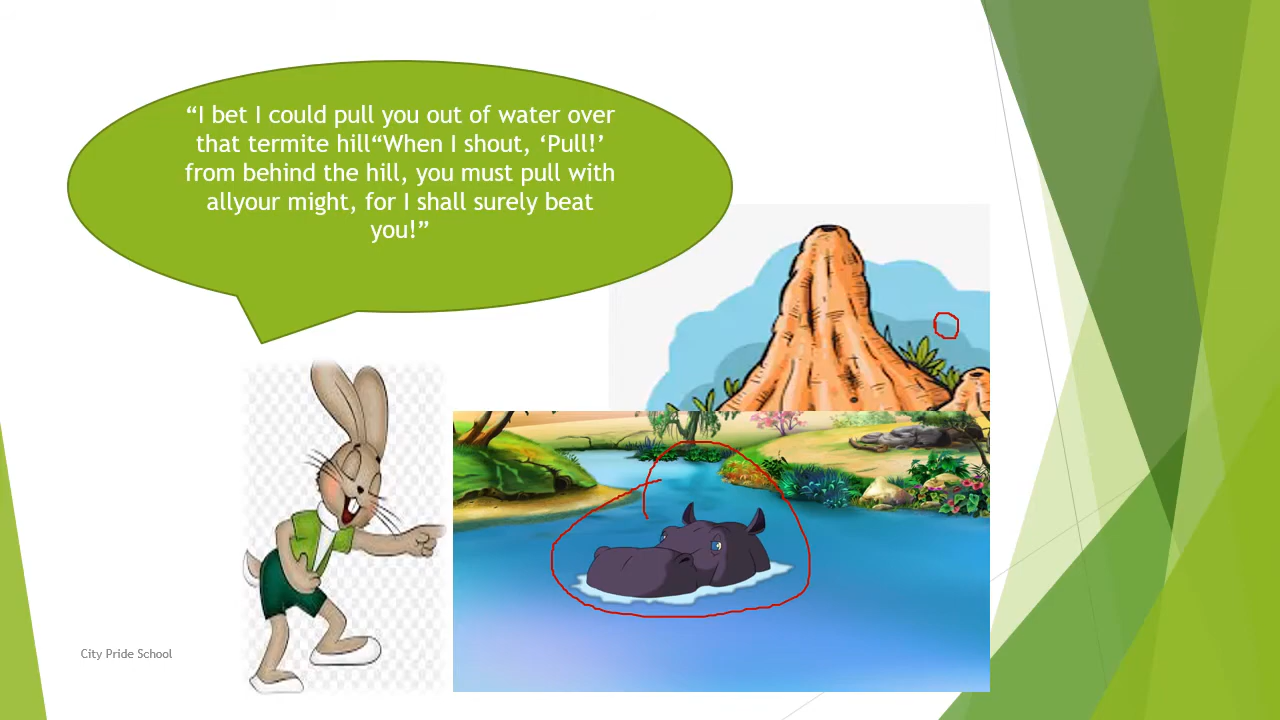 “I bet I could pull you out of water over
that termite hill“When I shout, ‘Pull!’
from behind the hill, you must pull with
allyour might, for I shall surely beat
you!”
City Pride School